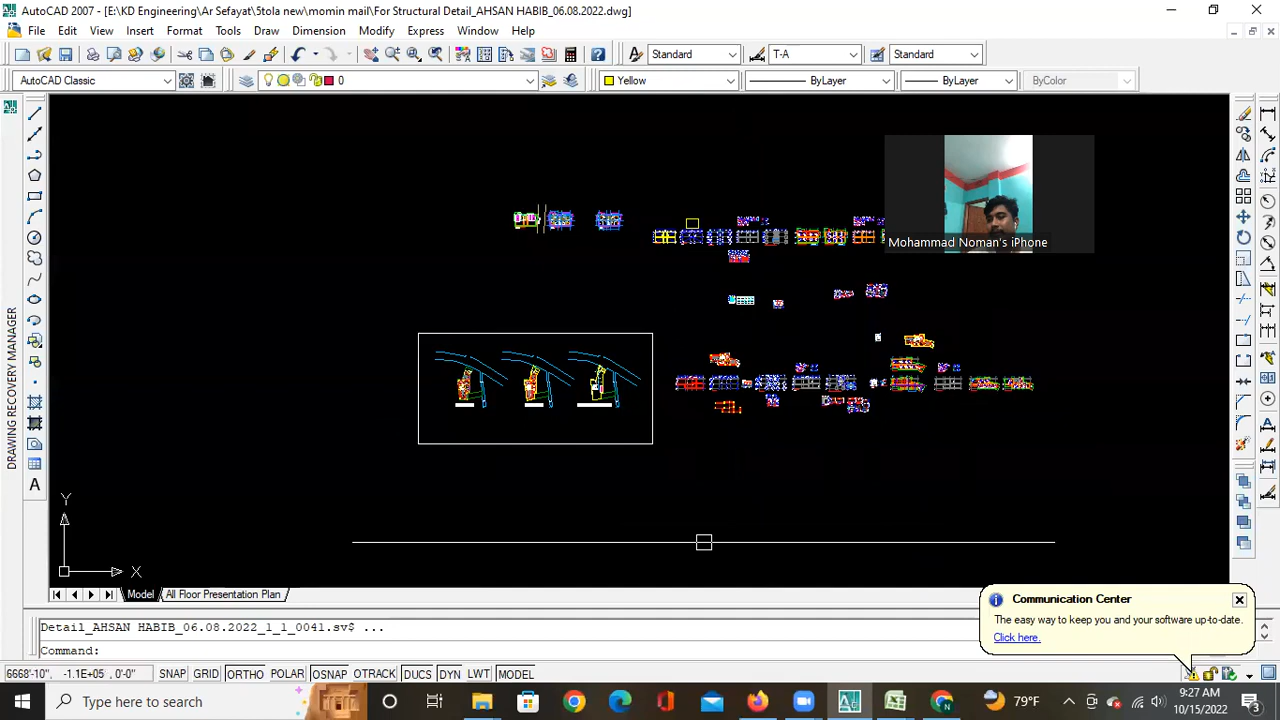 AutoCAD 2007 - [E:\KD Engineering\Ar Sefayat\5tola new\momin mail\For Structural Detail_AHSAN HABIB_06.08.2022.dwg]
File Edit View Insert Format Tools Draw Dimension Modify Express Window Help
Standard T-A Standard
AutoCAD Classic 0 Yellow ByLayer ByLayer ByColor
Mohammad Noman's iPhone
DRAWING RECOVERY MANAGER
Y
X
Model All Floor Presentation Plan
Communication Center
The easy way to keep you and your software up-to-date.
Click here.
Detail_AHSAN HABIB_06.08.2022_1_1_0041.sv$ ...
Command:
6668'-10", -1.1E+05 , 0'-0" SNAP GRID ORTHO POLAR OSNAP OTRACK DUCS DYN LWT MODEL
Type here to search
79°F
9:27 AM
10/15/2022
3